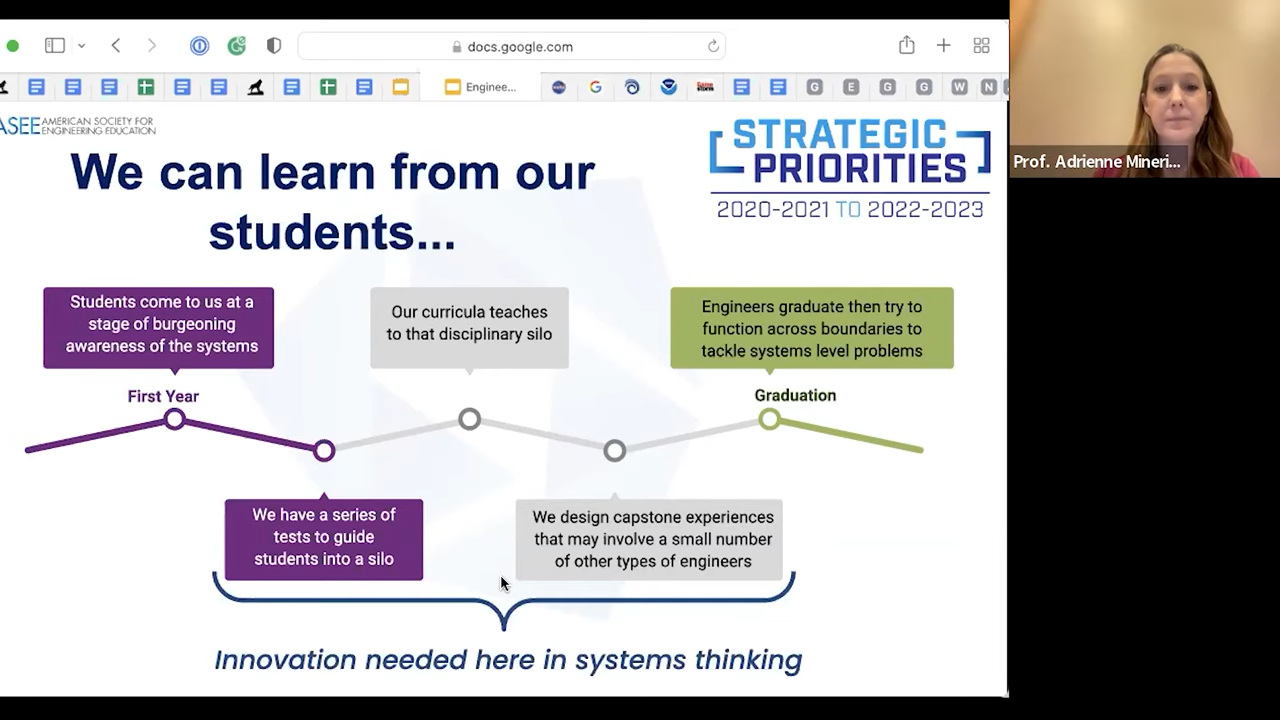 docs.google.com
Enginee...
ASEE AMERICAN SOCIETY FOR
ENGINEERING EDUCATION
STRATEGIC
PRIORITIES
2020-2021 TO 2022-2023
We can learn from our
students...
Prof. Adrienne Mineri...
Students come to us at a
stage of burgeoning
awareness of the systems
Our curricula teaches
to that disciplinary silo
Engineers graduate then try to
function across boundaries to
tackle systems level problems
First Year
Graduation
We have a series of
tests to guide
students into a silo
We design capstone experiences
that may involve a small number
of other types of engineers
Innovation needed here in systems thinking